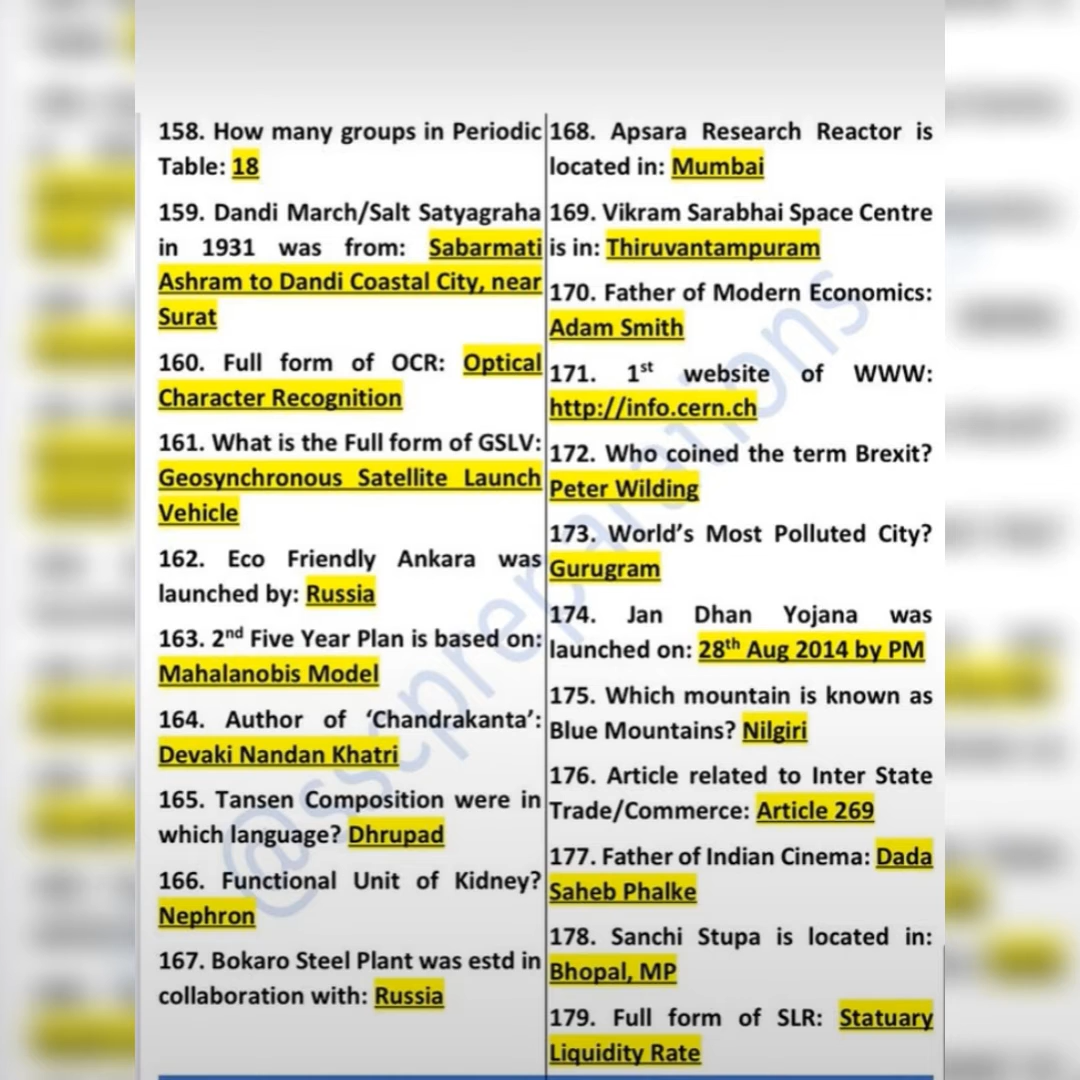 158. How many groups in Periodic
Table: 18
159. Dandi March/Salt Satyagraha
in 1931 was from: Sabarmati
Ashram to Dandi Coastal City, near
Surat
160. Full form of OCR: Optical
Character Recognition
161. What is the Full form of GSLV:
Geosynchronous Satellite Launch
Vehicle
162. Eco Friendly Ankara was
launched by: Russia
163. 2nd Five Year Plan is based on:
Mahalanobis Model
164. Author of ‘Chandrakanta’:
Devaki Nandan Khatri
165. Tansen Composition were in
which language? Dhrupad
166. Functional Unit of Kidney?
Nephron
167. Bokaro Steel Plant was estd in
collaboration with: Russia
168. Apsara Research Reactor is
located in: Mumbai
169. Vikram Sarabhai Space Centre
is in: Thiruvantampuram
170. Father of Modern Economics:
Adam Smith
171. 1st website of WWW:
http://info.cern.ch
172. Who coined the term Brexit?
Peter Wilding
173. World’s Most Polluted City?
Gurugram
174. Jan Dhan Yojana was
launched on: 28th Aug 2014 by PM
175. Which mountain is known as
Blue Mountains? Nilgiri
176. Article related to Inter State
Trade/Commerce: Article 269
177. Father of Indian Cinema: Dada
Saheb Phalke
178. Sanchi Stupa is located in:
Bhopal, MP
179. Full form of SLR: Statuary
Liquidity Rate
@sscpreparations